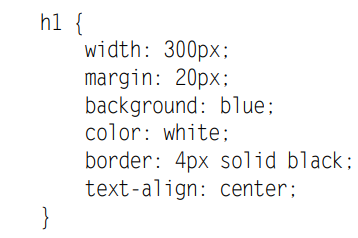 h1 {
    width: 300px;
    margin: 20px;
    background: blue;
    color: white;
    border: 4px solid black;
    text-align: center;
}